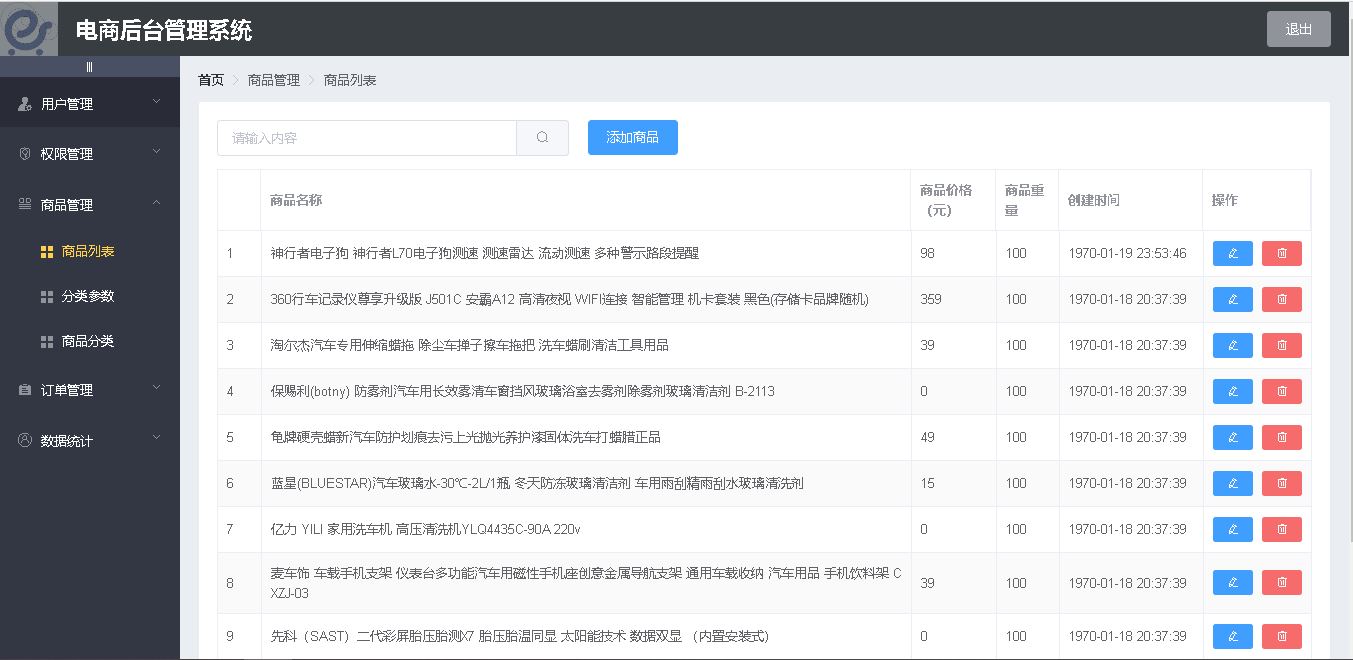 电商后台管理系统
退出
|||
用户管理
权限管理
商品管理
商品列表
分类参数
商品分类
订单管理
数据统计
首页 > 商品管理 > 商品列表
请输入内容
添加商品
商品名称 商品价格（元） 商品重量 创建时间 操作
1 神行者电子狗 神行者L70电子狗测速 测速雷达 流动测速 多种警示路段提醒 98 100 1970-01-19 23:53:46
2 360行车记录仪尊享升级版 J501C 安霸A12 高清夜视 WIFI连接 智能管理 机卡套装 黑色(存储卡品牌随机) 359 100 1970-01-18 20:37:39
3 淘尔杰汽车专用伸缩蜡拖 除尘车掸子擦车拖把 洗车蜡刷清洁工具用品 39 100 1970-01-18 20:37:39
4 保赐利(botny) 防雾剂汽车用长效雾清车窗挡风玻璃浴室去雾剂除雾剂玻璃清洁剂 B-2113 0 100 1970-01-18 20:37:39
5 龟牌硬壳蜡新汽车防护划痕去污上光抛光养护漆固体洗车打蜡腊正品 49 100 1970-01-18 20:37:39
6 蓝星(BLUESTAR)汽车玻璃水-30℃-2L/1瓶 冬天防冻玻璃清洁剂 车用雨刮精雨刮水玻璃清洗剂 15 100 1970-01-18 20:37:39
7 亿力 YILI 家用洗车机 高压清洗机YLQ4435C-90A 220v 0 100 1970-01-18 20:37:39
8 麦车饰 车载手机支架 仪表台多功能汽车用磁性手机座创意金属导航支架 通用车载收纳 汽车用品 手机饮料架 C
XZJ-03 39 100 1970-01-18 20:37:39
9 先科（SAST）二代彩屏胎压胎测X7 胎压胎温同显 太阳能技术 数据双显 （内置安装式） 0 100 1970-01-18 20:37:39